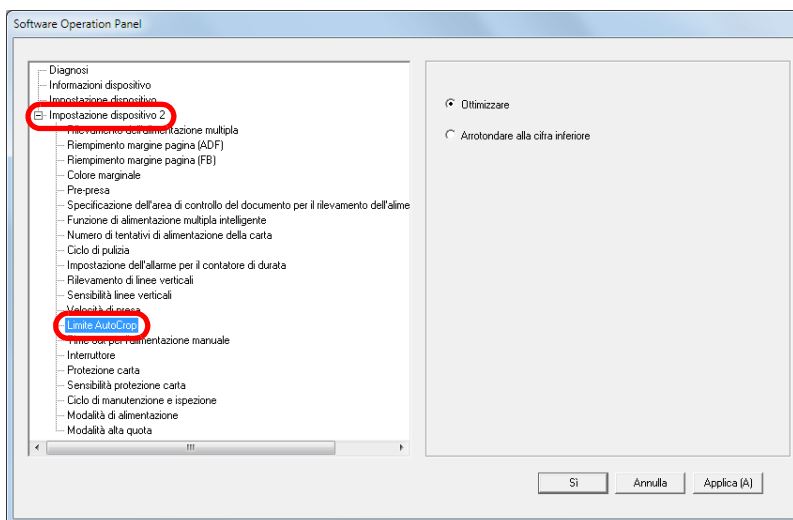 Software Operation Panel
Diagnosi
Informazioni dispositivo
Impostazione dispositivo
Impostazione dispositivo 2
Rilevamento dell'alimentazione multipla
Riempimento margine pagina (ADF)
Riempimento margine pagina (FB)
Colore marginale
Pre-presa
Specificazione dell'area di controllo del documento per il rilevamento dell'alime
Funzione di alimentazione multipla intelligente
Numero di tentativi di alimentazione della carta
Ciclo di pulizia
Impostazione dell'allarme per il contatore di durata
Rilevamento di linee verticali
Sensibilità linee verticali
Velocità di presa
Limite AutoCrop
Time out per l'alimentazione manuale
Interruttore
Protezione carta
Sensibilità protezione carta
Ciclo di manutenzione e ispezione
Modalità di alimentazione
Modalità alta quota
Ottimizzare
Arrotondare alla cifra inferiore
Sì
Annulla
Applica (A)